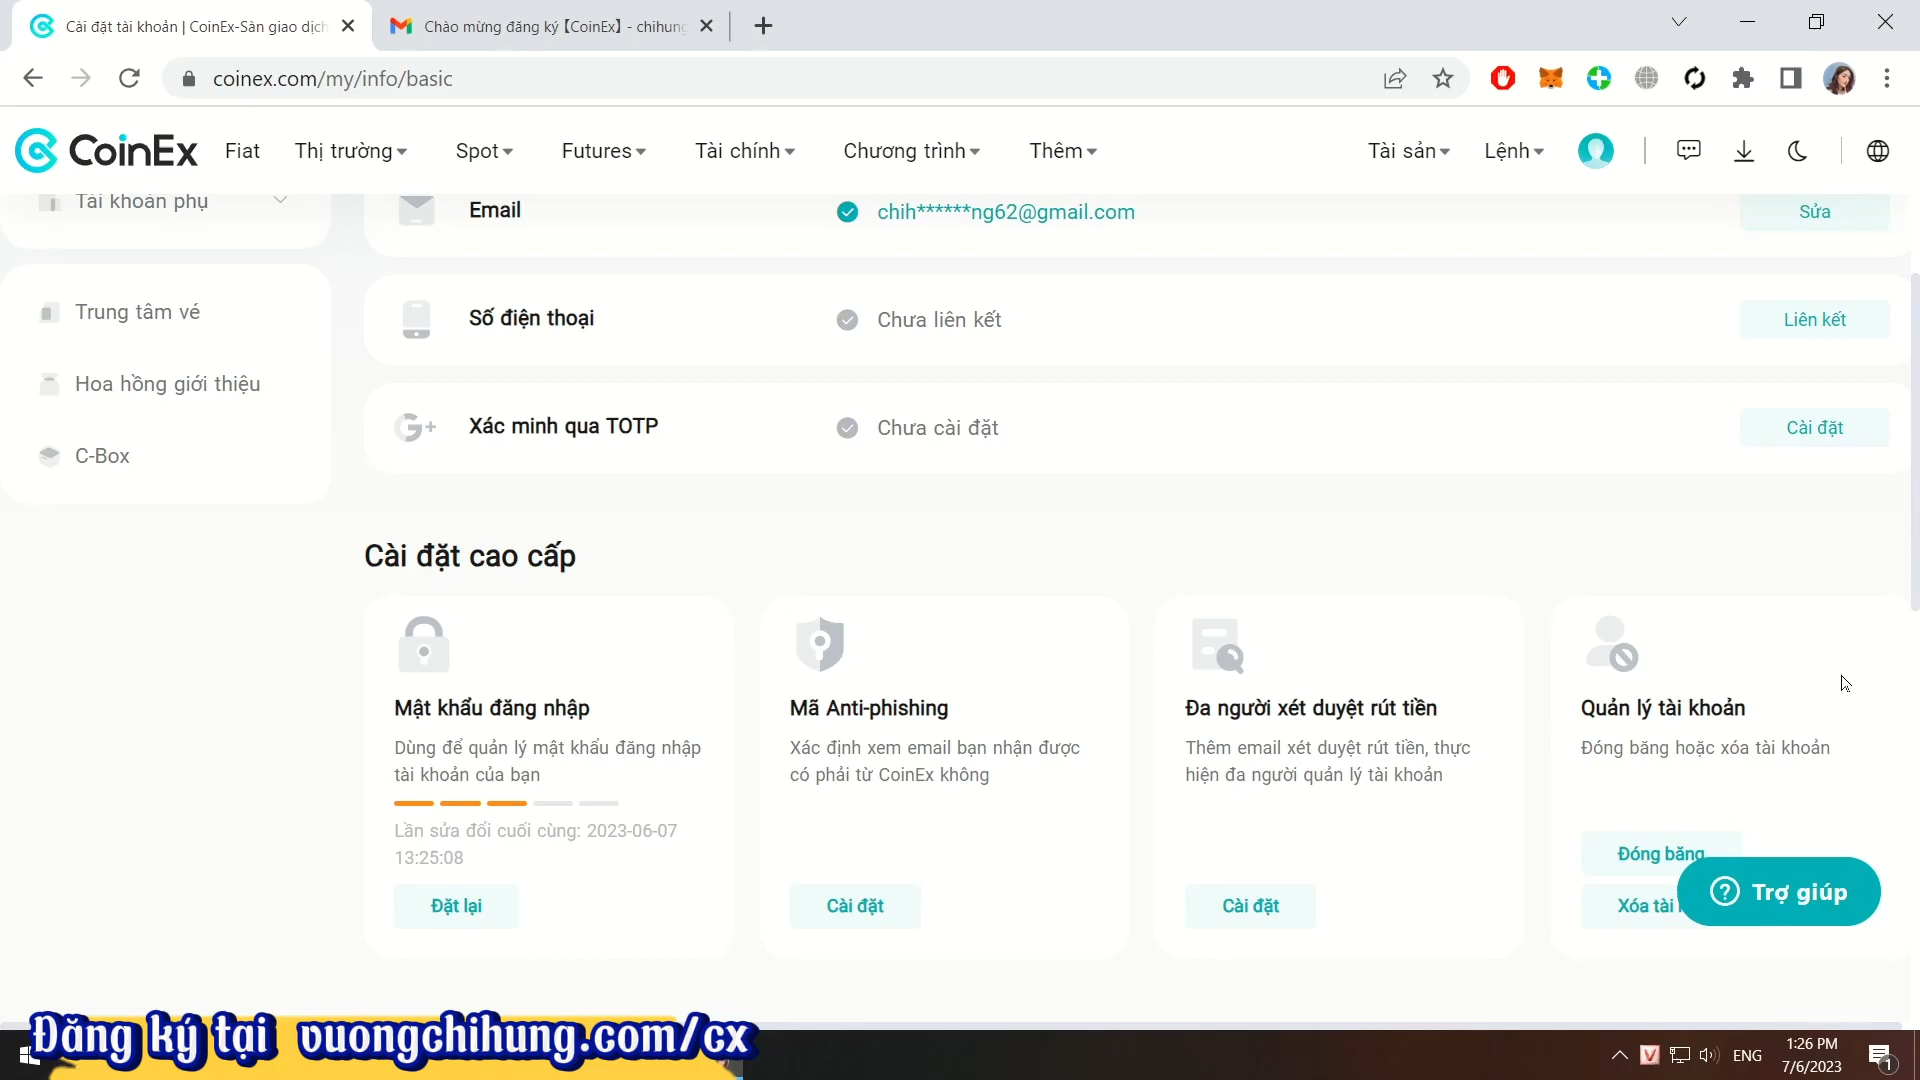 Cài đặt tài khoản | CoinEx-Sàn giao dịch
Chào mừng đăng ký 【CoinEx】 - chihung
coinex.com/my/info/basic
CoinEx
Fiat
Thị trường
Spot
Futures
Tài chính
Chương trình
Thêm
Tài sản
Lệnh
Tài khoản phụ
Email
chih******ng62@gmail.com
Sửa
Trung tâm vé
Số điện thoại
Chưa liên kết
Liên kết
Hoa hồng giới thiệu
Xác minh qua TOTP
Chưa cài đặt
Cài đặt
C-Box
Cài đặt cao cấp
Mật khẩu đăng nhập
Dùng để quản lý mật khẩu đăng nhập
tài khoản của bạn
Lần sửa đổi cuối cùng: 2023-06-07
13:25:08
Đặt lại
Mã Anti-phishing
Xác định xem email bạn nhận được
có phải từ CoinEx không
Cài đặt
Đa người xét duyệt rút tiền
Thêm email xét duyệt rút tiền, thực
hiện đa người quản lý tài khoản
Cài đặt
Quản lý tài khoản
Đóng băng hoặc xóa tài khoản
Đóng băng
Xóa tài
Trợ giúp
Đăng ký tại vuongchihung.com/cx
ENG
1:26 PM
7/6/2023
1